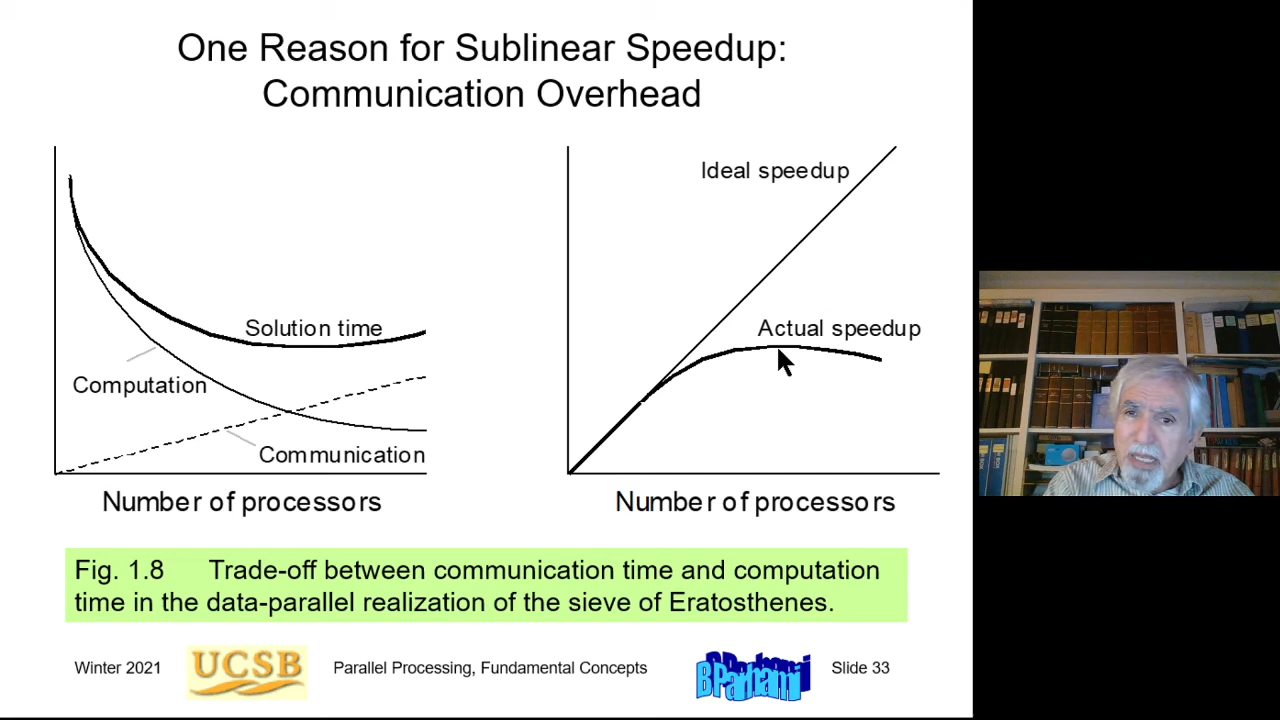 One Reason for Sublinear Speedup:
Communication Overhead
Ideal speedup
Solution time
Actual speedup
Computation
Communication
Number of processors
Number of processors
Fig. 1.8 Trade-off between communication time and computation
time in the data-parallel realization of the sieve of Eratosthenes.
Winter 2021
UCSB
Parallel Processing, Fundamental Concepts
BParhami
Slide 33